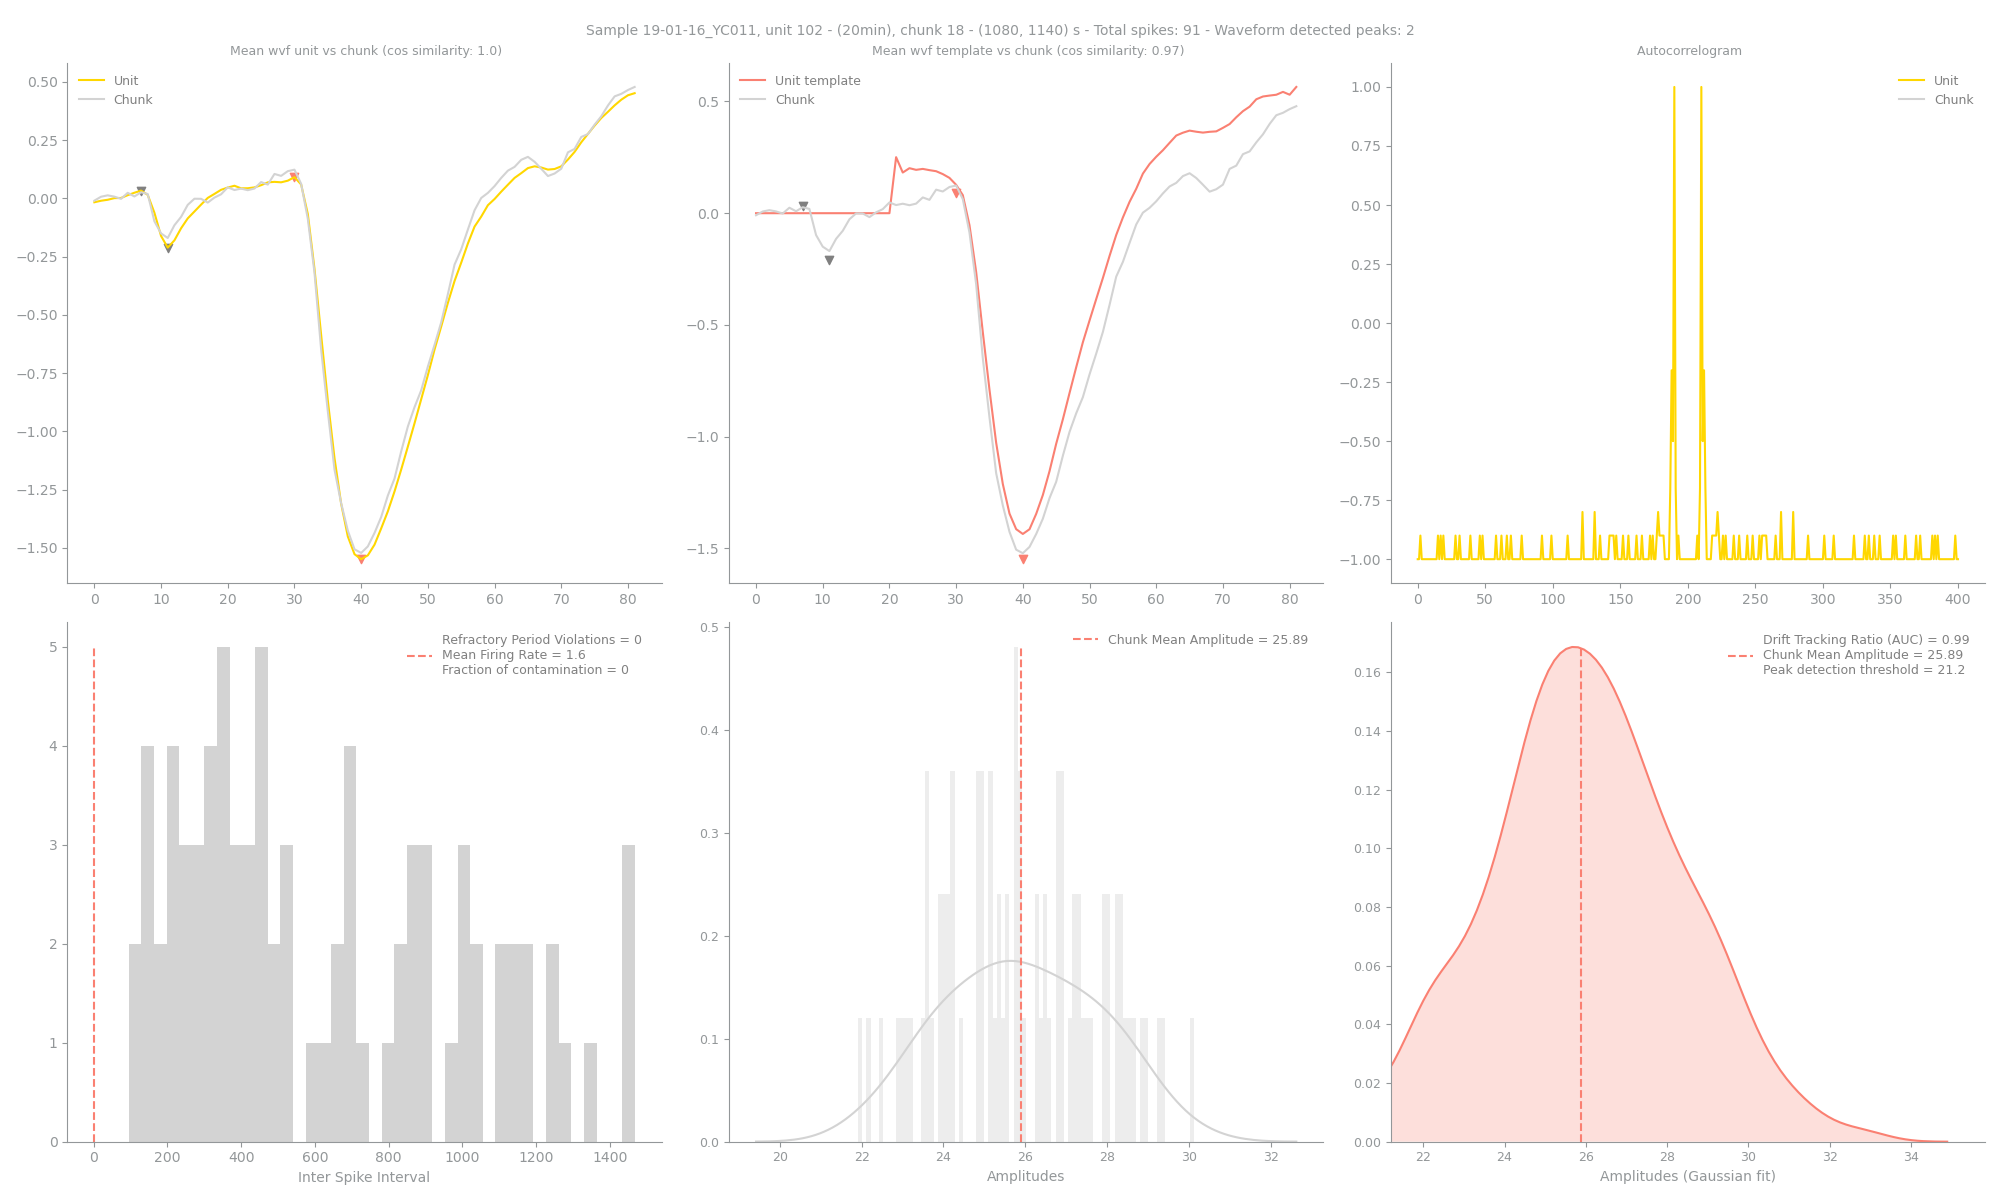 Sample 19-01-16_YC011, unit 102 - (20min), chunk 18 - (1080, 1140) s - Total spikes: 91 - Waveform detected peaks: 2
Mean wvf unit vs chunk (cos similarity: 1.0)
Unit
Chunk
0.50
0.25
0.00
−0.25
−0.50
−0.75
−1.00
−1.25
−1.50
0 10 20 30 40 50 60 70 80
Mean wvf template vs chunk (cos similarity: 0.97)
Unit template
Chunk
0.5
0.0
−0.5
−1.0
−1.5
0 10 20 30 40 50 60 70 80
Autocorrelogram
Unit
Chunk
1.00
0.75
0.50
0.25
0.00
−0.25
−0.50
−0.75
−1.00
0 50 100 150 200 250 300 350 400
Refractory Period Violations = 0
Mean Firing Rate = 1.6
Fraction of contamination = 0
5
4
3
2
1
0
0 200 400 600 800 1000 1200 1400
Inter Spike Interval
Chunk Mean Amplitude = 25.89
0.5
0.4
0.3
0.2
0.1
0.0
20 22 24 26 28 30 32
Amplitudes
Drift Tracking Ratio (AUC) = 0.99
Chunk Mean Amplitude = 25.89
Peak detection threshold = 21.2
0.16
0.14
0.12
0.10
0.08
0.06
0.04
0.02
0.00
22 24 26 28 30 32 34
Amplitudes (Gaussian fit)